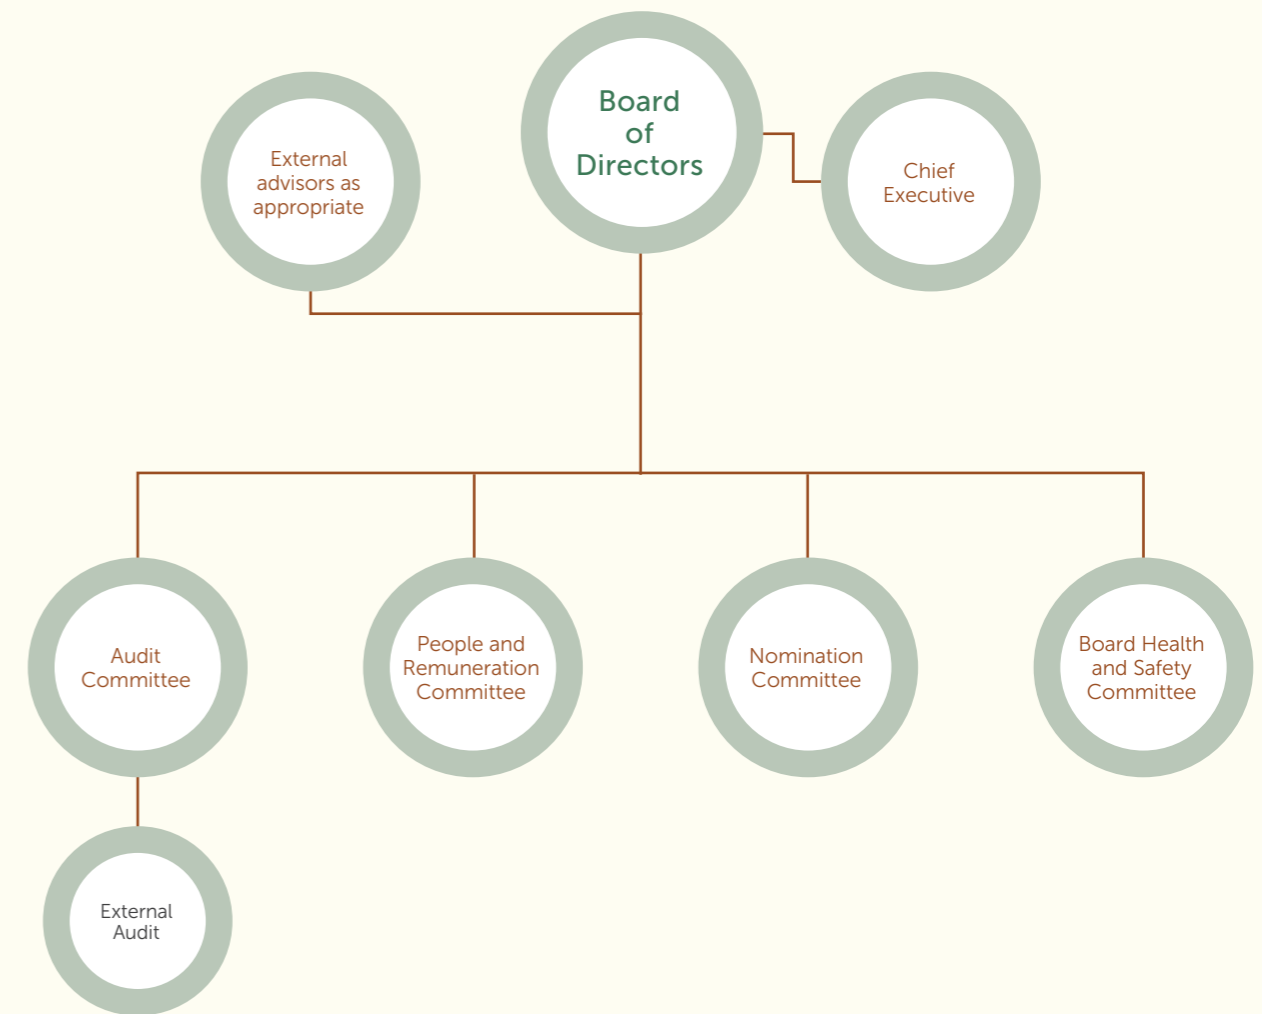 Board
of
Directors
External
advisors as
appropriate
Chief
Executive
Audit
Committee
People and
Remuneration
Committee
Nomination
Committee
Board Health
and Safety
Committee
External
Audit